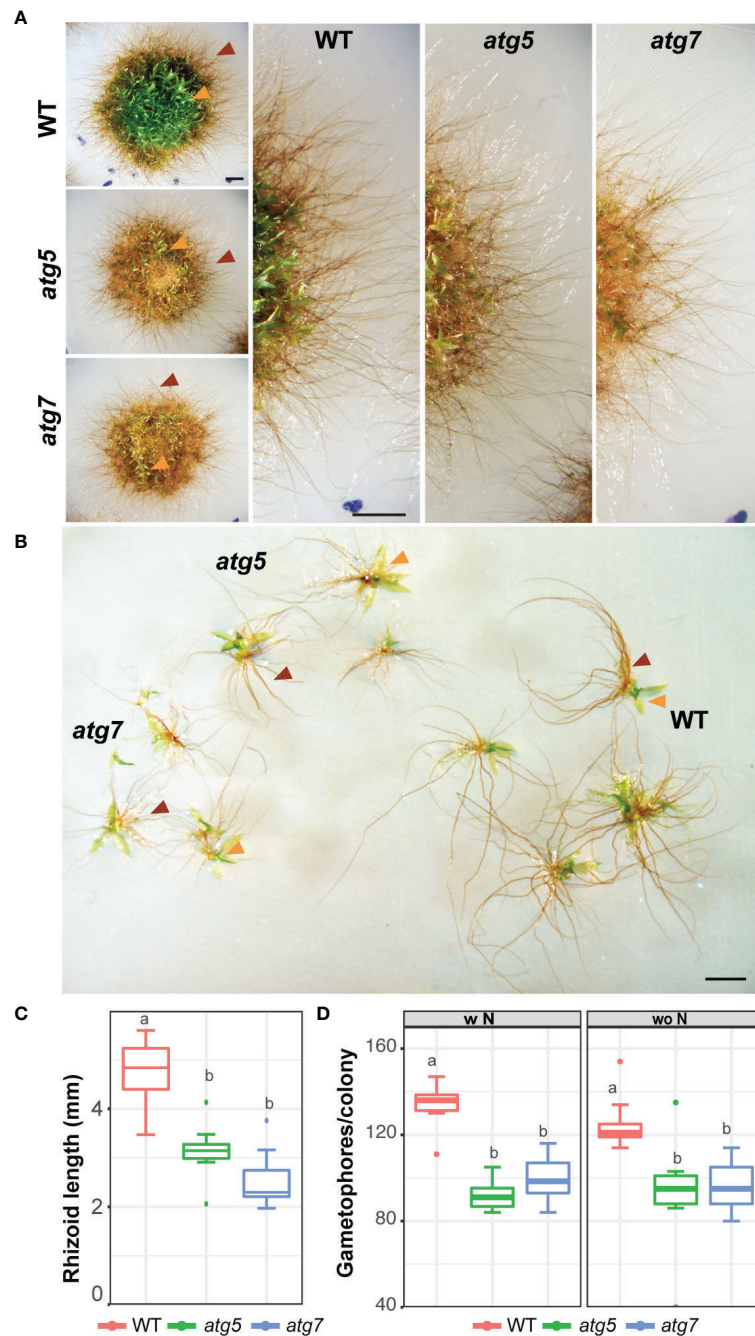 A
WT
atg5
atg7
WT
atg5
atg7
B
atg5
atg7
WT
C
a
b
b
4
2
0
Rhizoid length (mm)
WT atg5 atg7
D
w N
wo N
160
120
80
40
Gametophores/colony
a
b
b
a
b
b
WT atg5 atg7